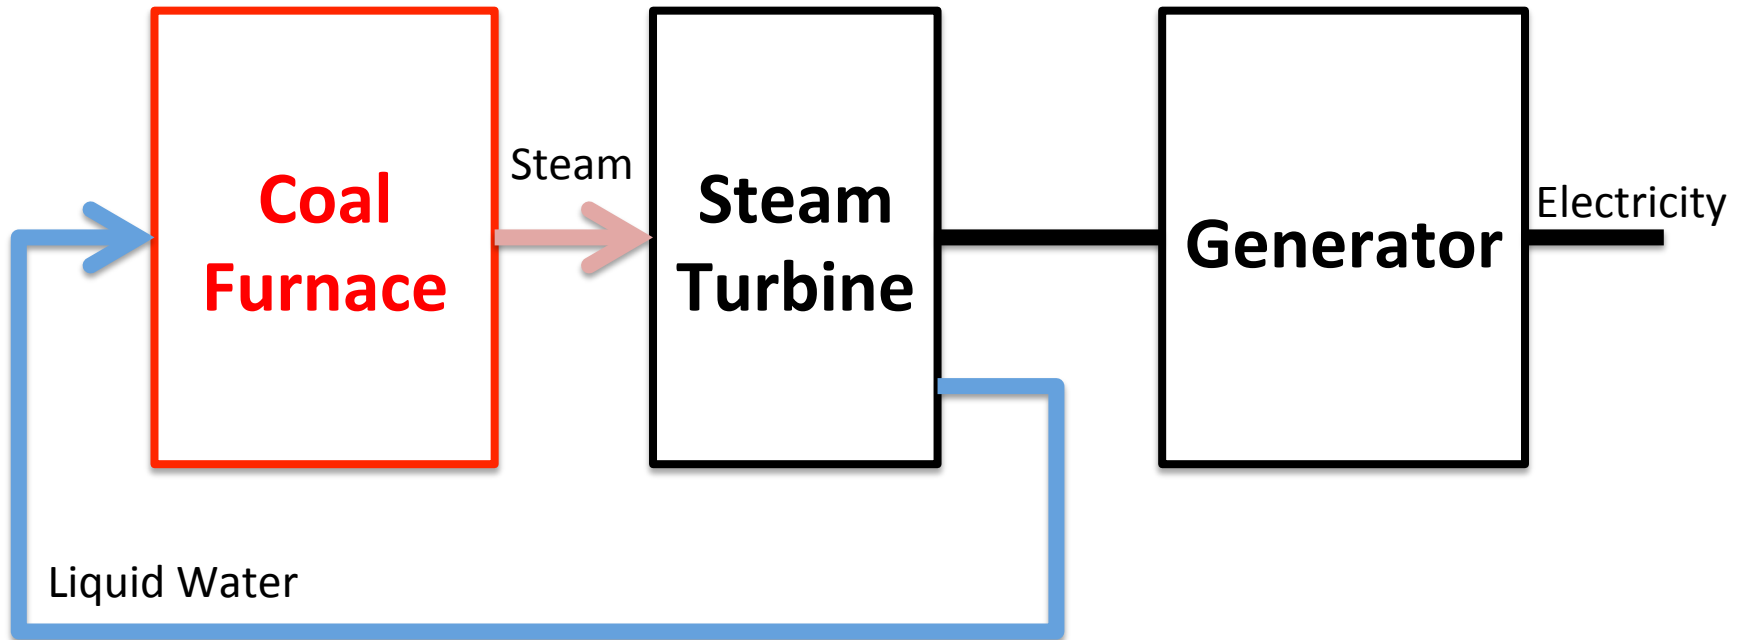 Coal
Furnace
Steam
Steam
Turbine
Generator
Electricity
Liquid Water